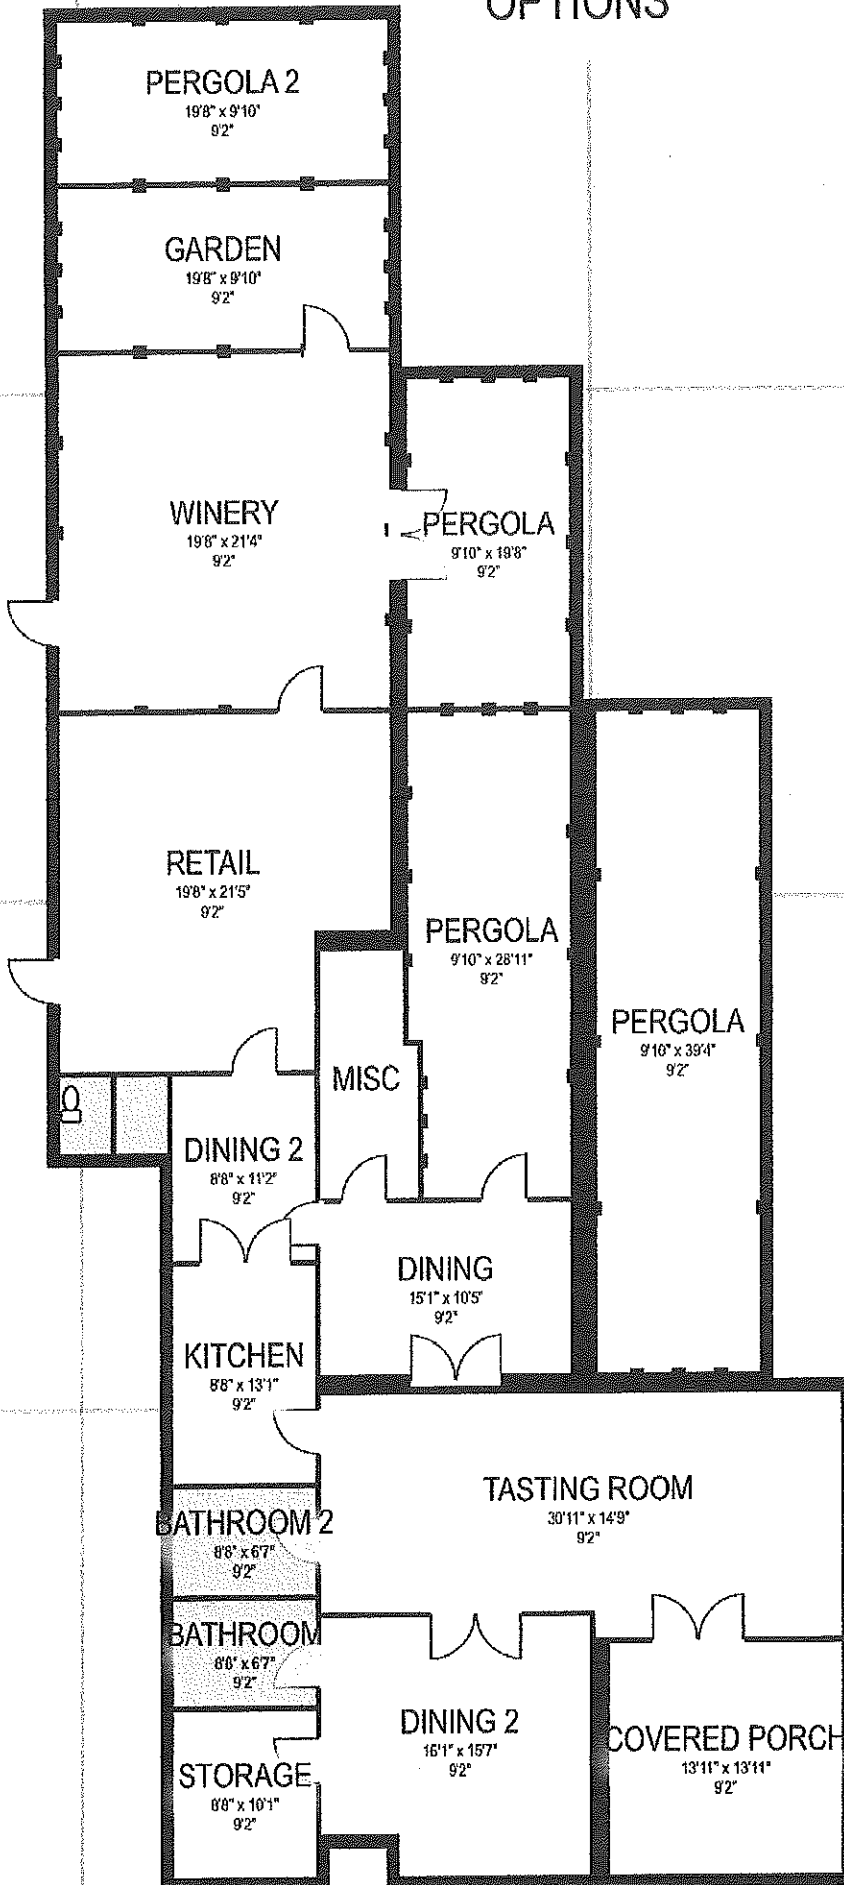 OPTIONS
PERGOLA 2
19'8" x 9'10"
9'2"
GARDEN
19'8" x 9'10"
9'2"
WINERY
19'8" x 21'4"
9'2"
PERGOLA
9'10" x 19'8"
9'2"
RETAIL
19'8" x 21'5"
9'2"
PERGOLA
9'10" x 28'11"
9'2"
PERGOLA
9'10" x 39'4"
9'2"
MISC
DINING 2
8'8" x 11'2"
9'2"
DINING
15'1" x 10'5"
9'2"
KITCHEN
8'8" x 13'1"
9'2"
TASTING ROOM
30'11" x 14'9"
9'2"
BATHROOM 2
8'8" x 6'7"
9'2"
BATHROOM
8'8" x 6'7"
9'2"
DINING 2
16'1" x 15'7"
9'2"
COVERED PORCH
13'11" x 13'11"
9'2"
STORAGE
8'8" x 10'1"
9'2"